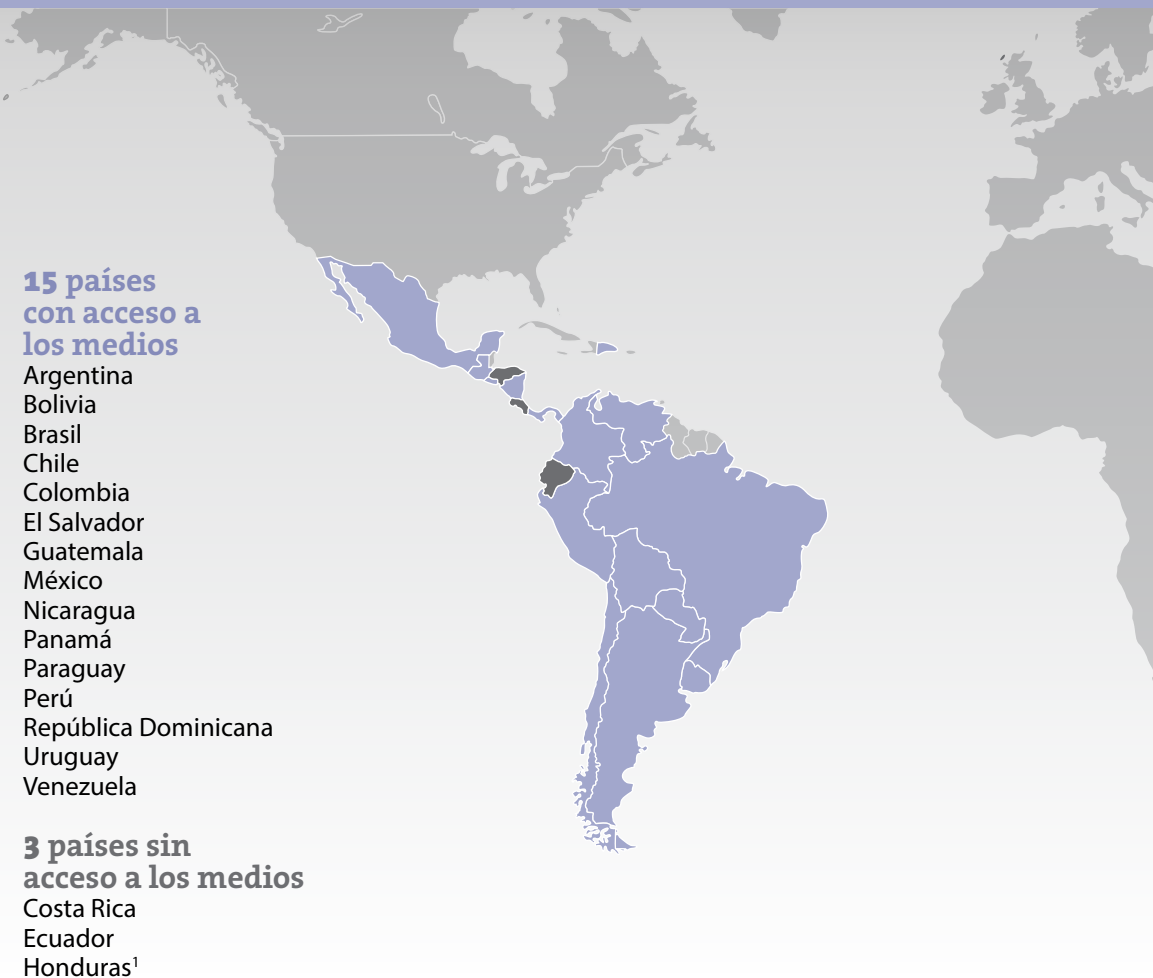 15 países
con acceso a
los medios
Argentina
Bolivia
Brasil
Chile
Colombia
El Salvador
Guatemala
México
Nicaragua
Panamá
Paraguay
Perú
República Dominicana
Uruguay
Venezuela
3 países sin
acceso a los medios
Costa Rica
Ecuador
Honduras¹